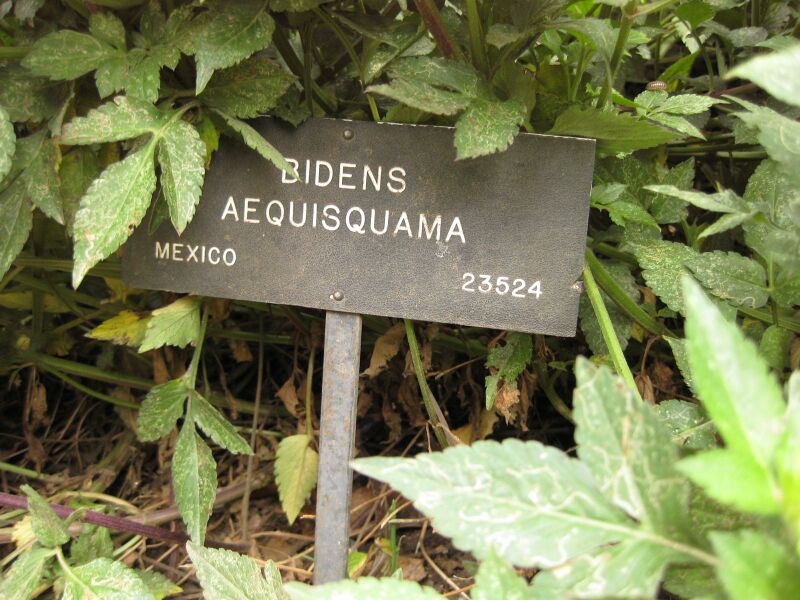 BIDENS
AEQUISQUAMA
MEXICO
23524